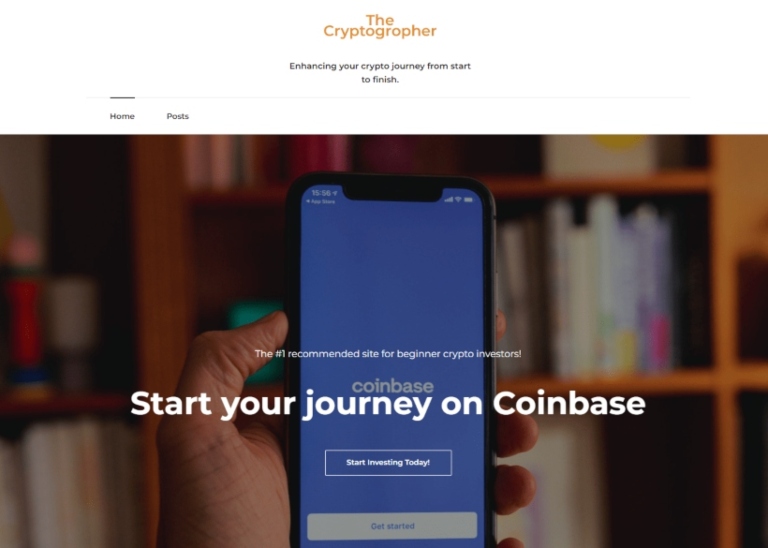 The
Cryptogropher
Enhancing your crypto journey from start
to finish.
Home
Posts
15:56
App Store
The #1 recommended site for beginner crypto investors!
coinbase
Start your journey on Coinbase
Start Investing Today!
Get started